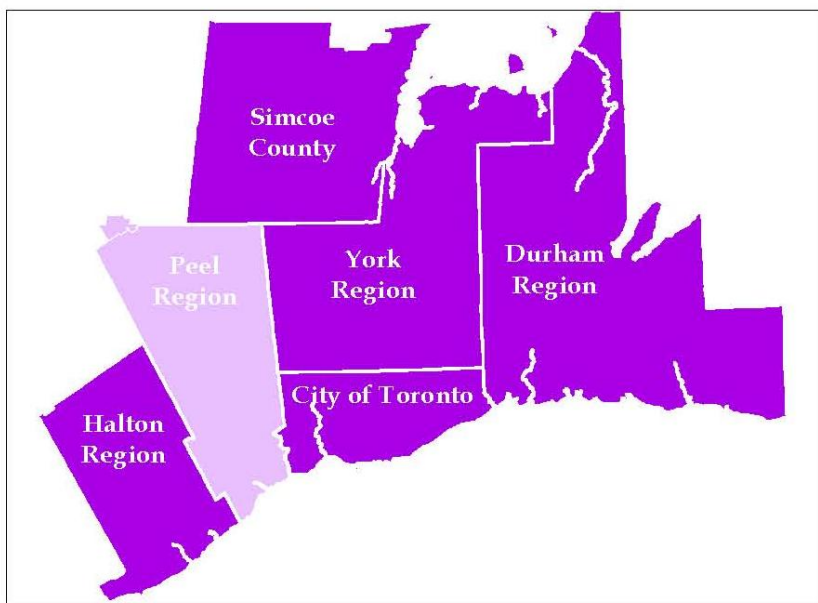 Simcoe
County
Peel
Region
York
Region
Durham
Region
City of Toronto
Halton
Region